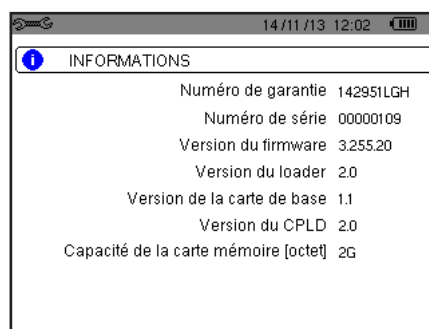 14/11/13 12:02
INFORMATIONS
Numéro de garantie 142951LGH
Numéro de série 00000109
Version du firmware 3.255.20
Version du loader 2.0
Version de la carte de base 1.1
Version du CPLD 2.0
Capacité de la carte mémoire [octet] 2G